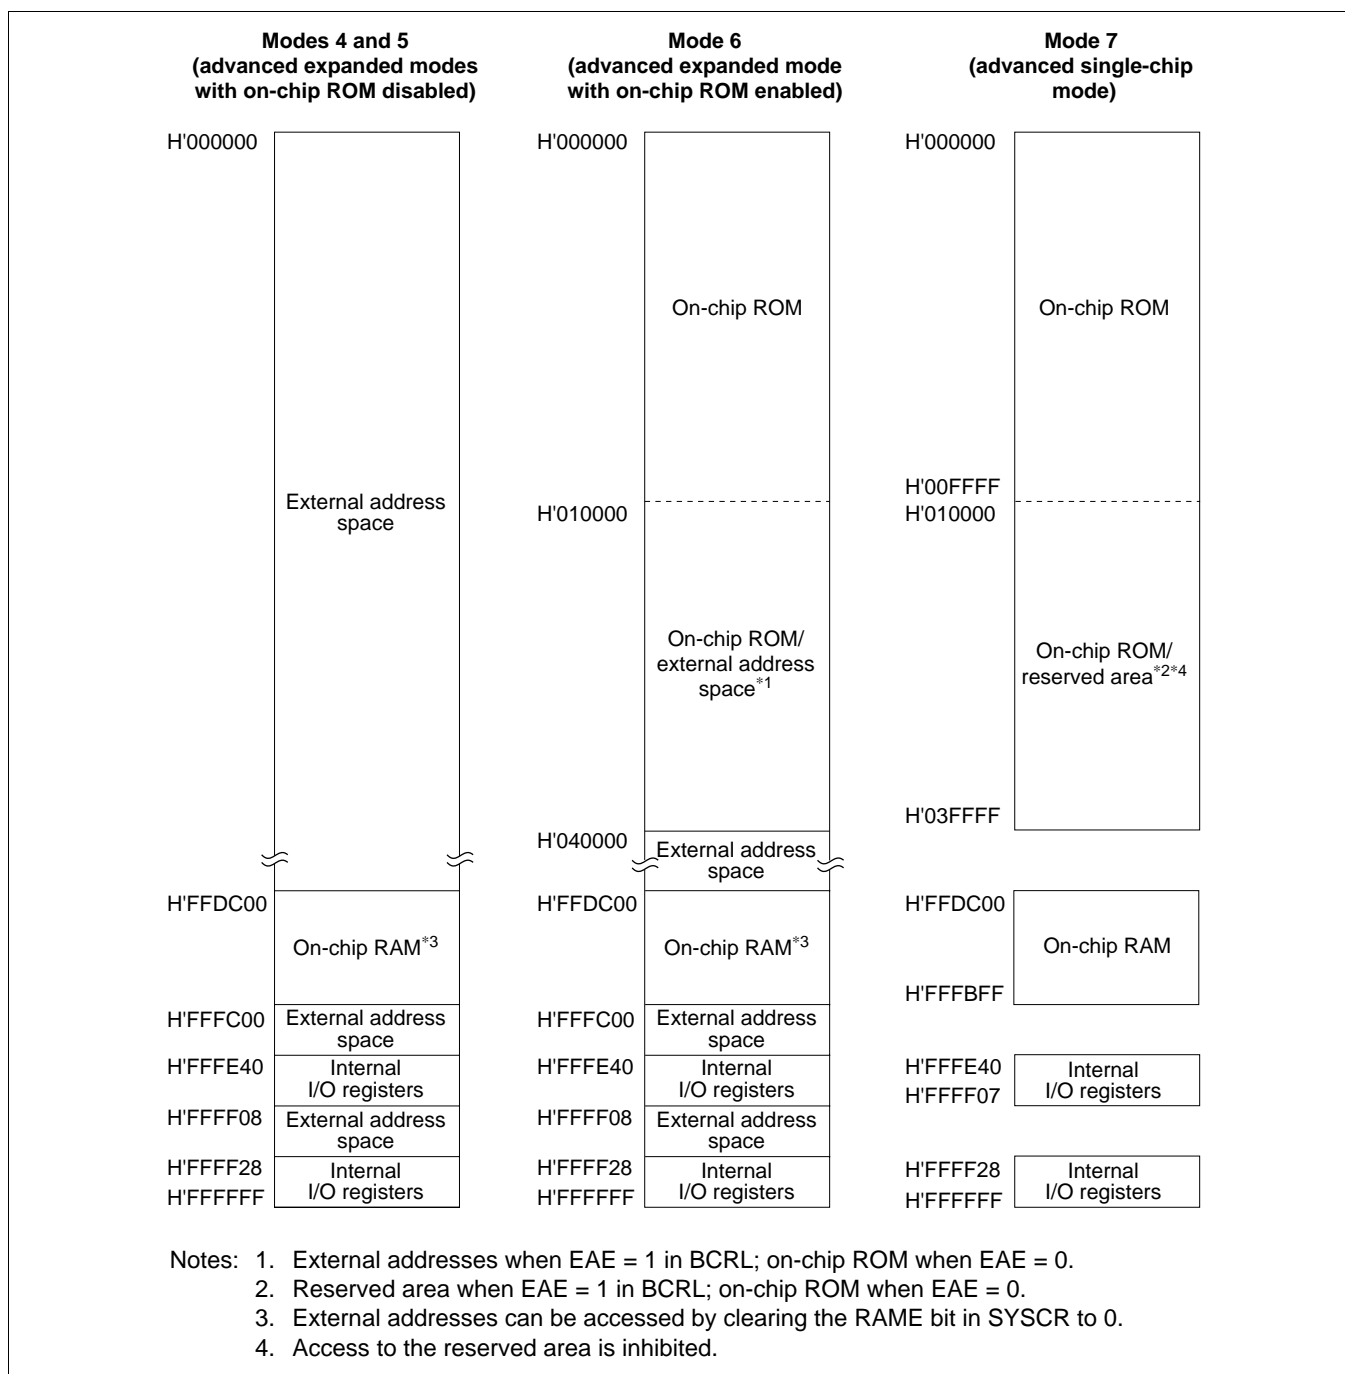 Modes 4 and 5
(advanced expanded modes
with on-chip ROM disabled)
Mode 6
(advanced expanded mode
with on-chip ROM enabled)
Mode 7
(advanced single-chip
mode)
H'000000
External address
space
H'FFDC00
On-chip RAM*3
H'FFFC00
External address
space
H'FFFE40
Internal
I/O registers
H'FFFF08
External address
space
H'FFFF28
Internal
I/O registers
H'FFFFFF
H'000000
On-chip ROM
H'010000
On-chip ROM/
external address
space*1
H'040000
External address
space
H'FFDC00
On-chip RAM*3
H'FFFC00
External address
space
H'FFFE40
Internal
I/O registers
H'FFFF08
External address
space
H'FFFF28
Internal
I/O registers
H'FFFFFF
H'000000
On-chip ROM
H'00FFFF
H'010000
On-chip ROM/
reserved area*2*4
H'03FFFF
H'FFDC00
On-chip RAM
H'FFFBFF
H'FFFE40
Internal
I/O registers
H'FFFF07
H'FFFF28
Internal
I/O registers
H'FFFFFF
Notes: 1. External addresses when EAE = 1 in BCRL; on-chip ROM when EAE = 0.
2. Reserved area when EAE = 1 in BCRL; on-chip ROM when EAE = 0.
3. External addresses can be accessed by clearing the RAME bit in SYSCR to 0.
4. Access to the reserved area is inhibited.